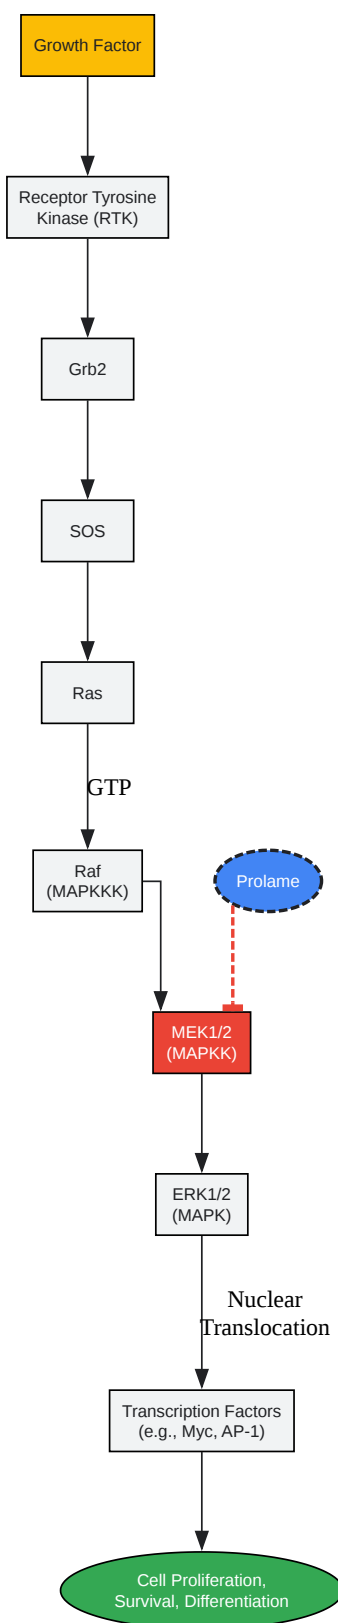 Growth Factor
Receptor Tyrosine
Kinase (RTK)
Grb2
SOS
Ras
GTP
Raf
(MAPKKK)
Prolame
MEK1/2
(MAPKK)
ERK1/2
(MAPK)
Nuclear
Translocation
Transcription Factors
(e.g., Myc, AP-1)
Cell Proliferation,
Survival, Differentiation